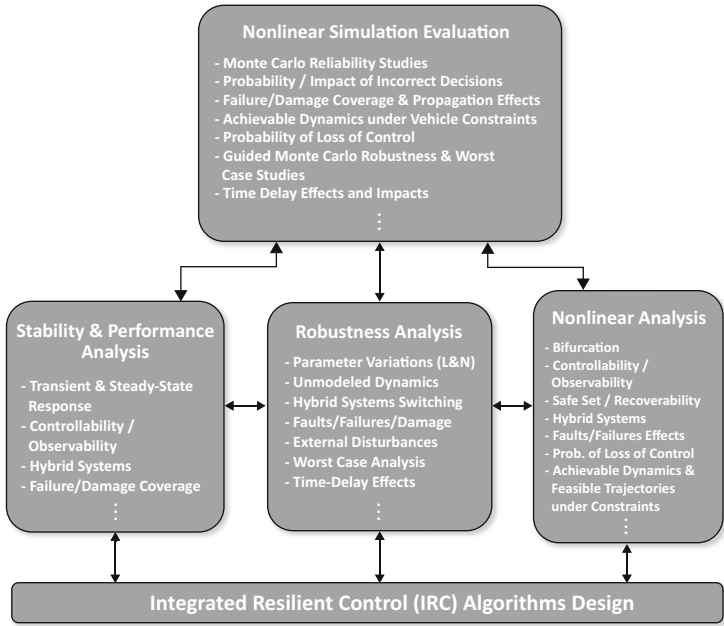 Nonlinear Simulation Evaluation
- Monte Carlo Reliability Studies
- Probability / Impact of Incorrect Decisions
- Failure/Damage Coverage & Propagation Effects
- Achievable Dynamics under Vehicle Constraints
- Probability of Loss of Control
- Guided Monte Carlo Robustness & Worst
Case Studies
- Time Delay Effects and Impacts
⋮
Stability & Performance
Analysis
- Transient & Steady-State
Response
- Controllability /
Observability
- Hybrid Systems
- Failure/Damage Coverage
⋮
Robustness Analysis
- Parameter Variations (L&N)
- Unmodeled Dynamics
- Hybrid Systems Switching
- Faults/Failures/Damage
- External Disturbances
- Worst Case Analysis
- Time-Delay Effects
⋮
Nonlinear Analysis
- Bifurcation
- Controllability /
Observability
- Safe Set / Recoverability
- Hybrid Systems
- Faults/Failures Effects
- Prob. of Loss of Control
- Achievable Dynamics &
Feasible Trajectories
under Constraints
⋮
Integrated Resilient Control (IRC) Algorithms Design